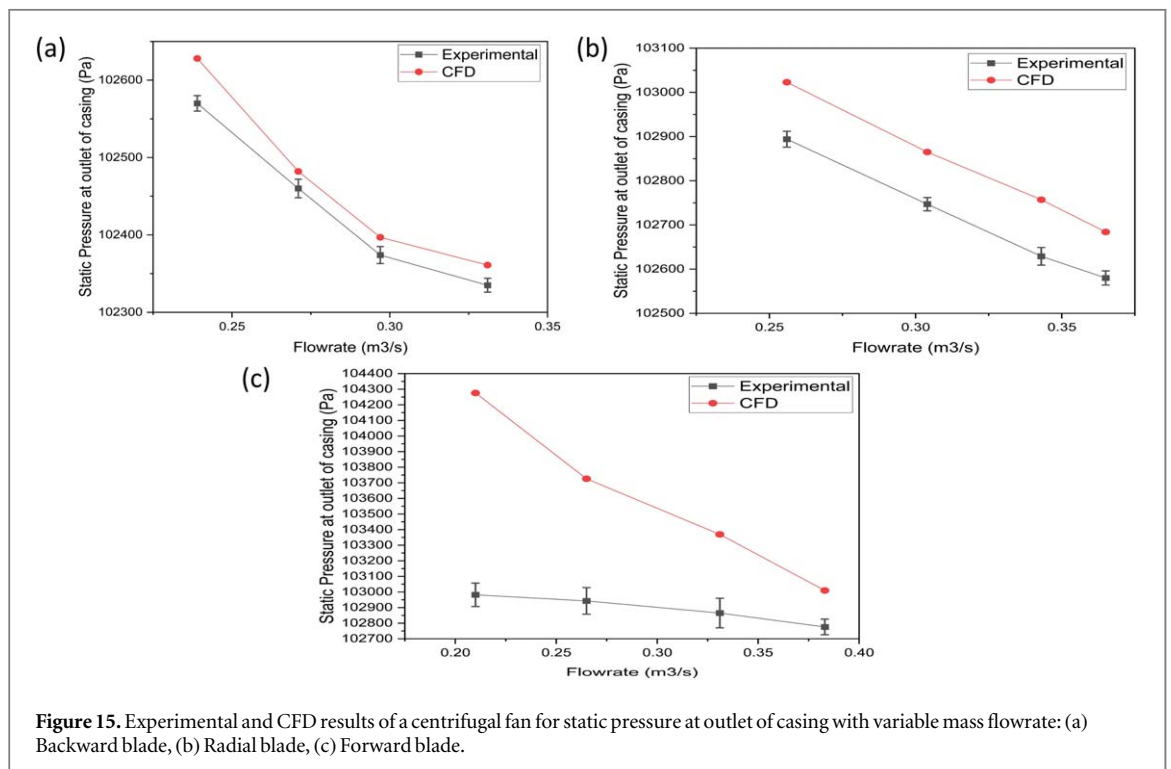 (a)
Experimental
CFD
Static Pressure at outlet of casing (Pa)
102600
102500
102400
102300
0.25
0.30
0.35
Flowrate (m3/s)
(b)
Experimental
CFD
Static Pressure at outlet of casing (Pa)
103100
103000
102900
102800
102700
102600
102500
0.25
0.30
0.35
Flowrate (m3/s)
(c)
Experimental
CFD
Static Pressure at outlet of casing (Pa)
104400
104300
104200
104100
104000
103900
103800
103700
103600
103500
103400
103300
103200
103100
103000
102900
102800
102700
0.20
0.25
0.30
0.35
0.40
Flowrate (m3/s)
Figure 15. Experimental and CFD results of a centrifugal fan for static pressure at outlet of casing with variable mass flowrate: (a)
Backward blade, (b) Radial blade, (c) Forward blade.